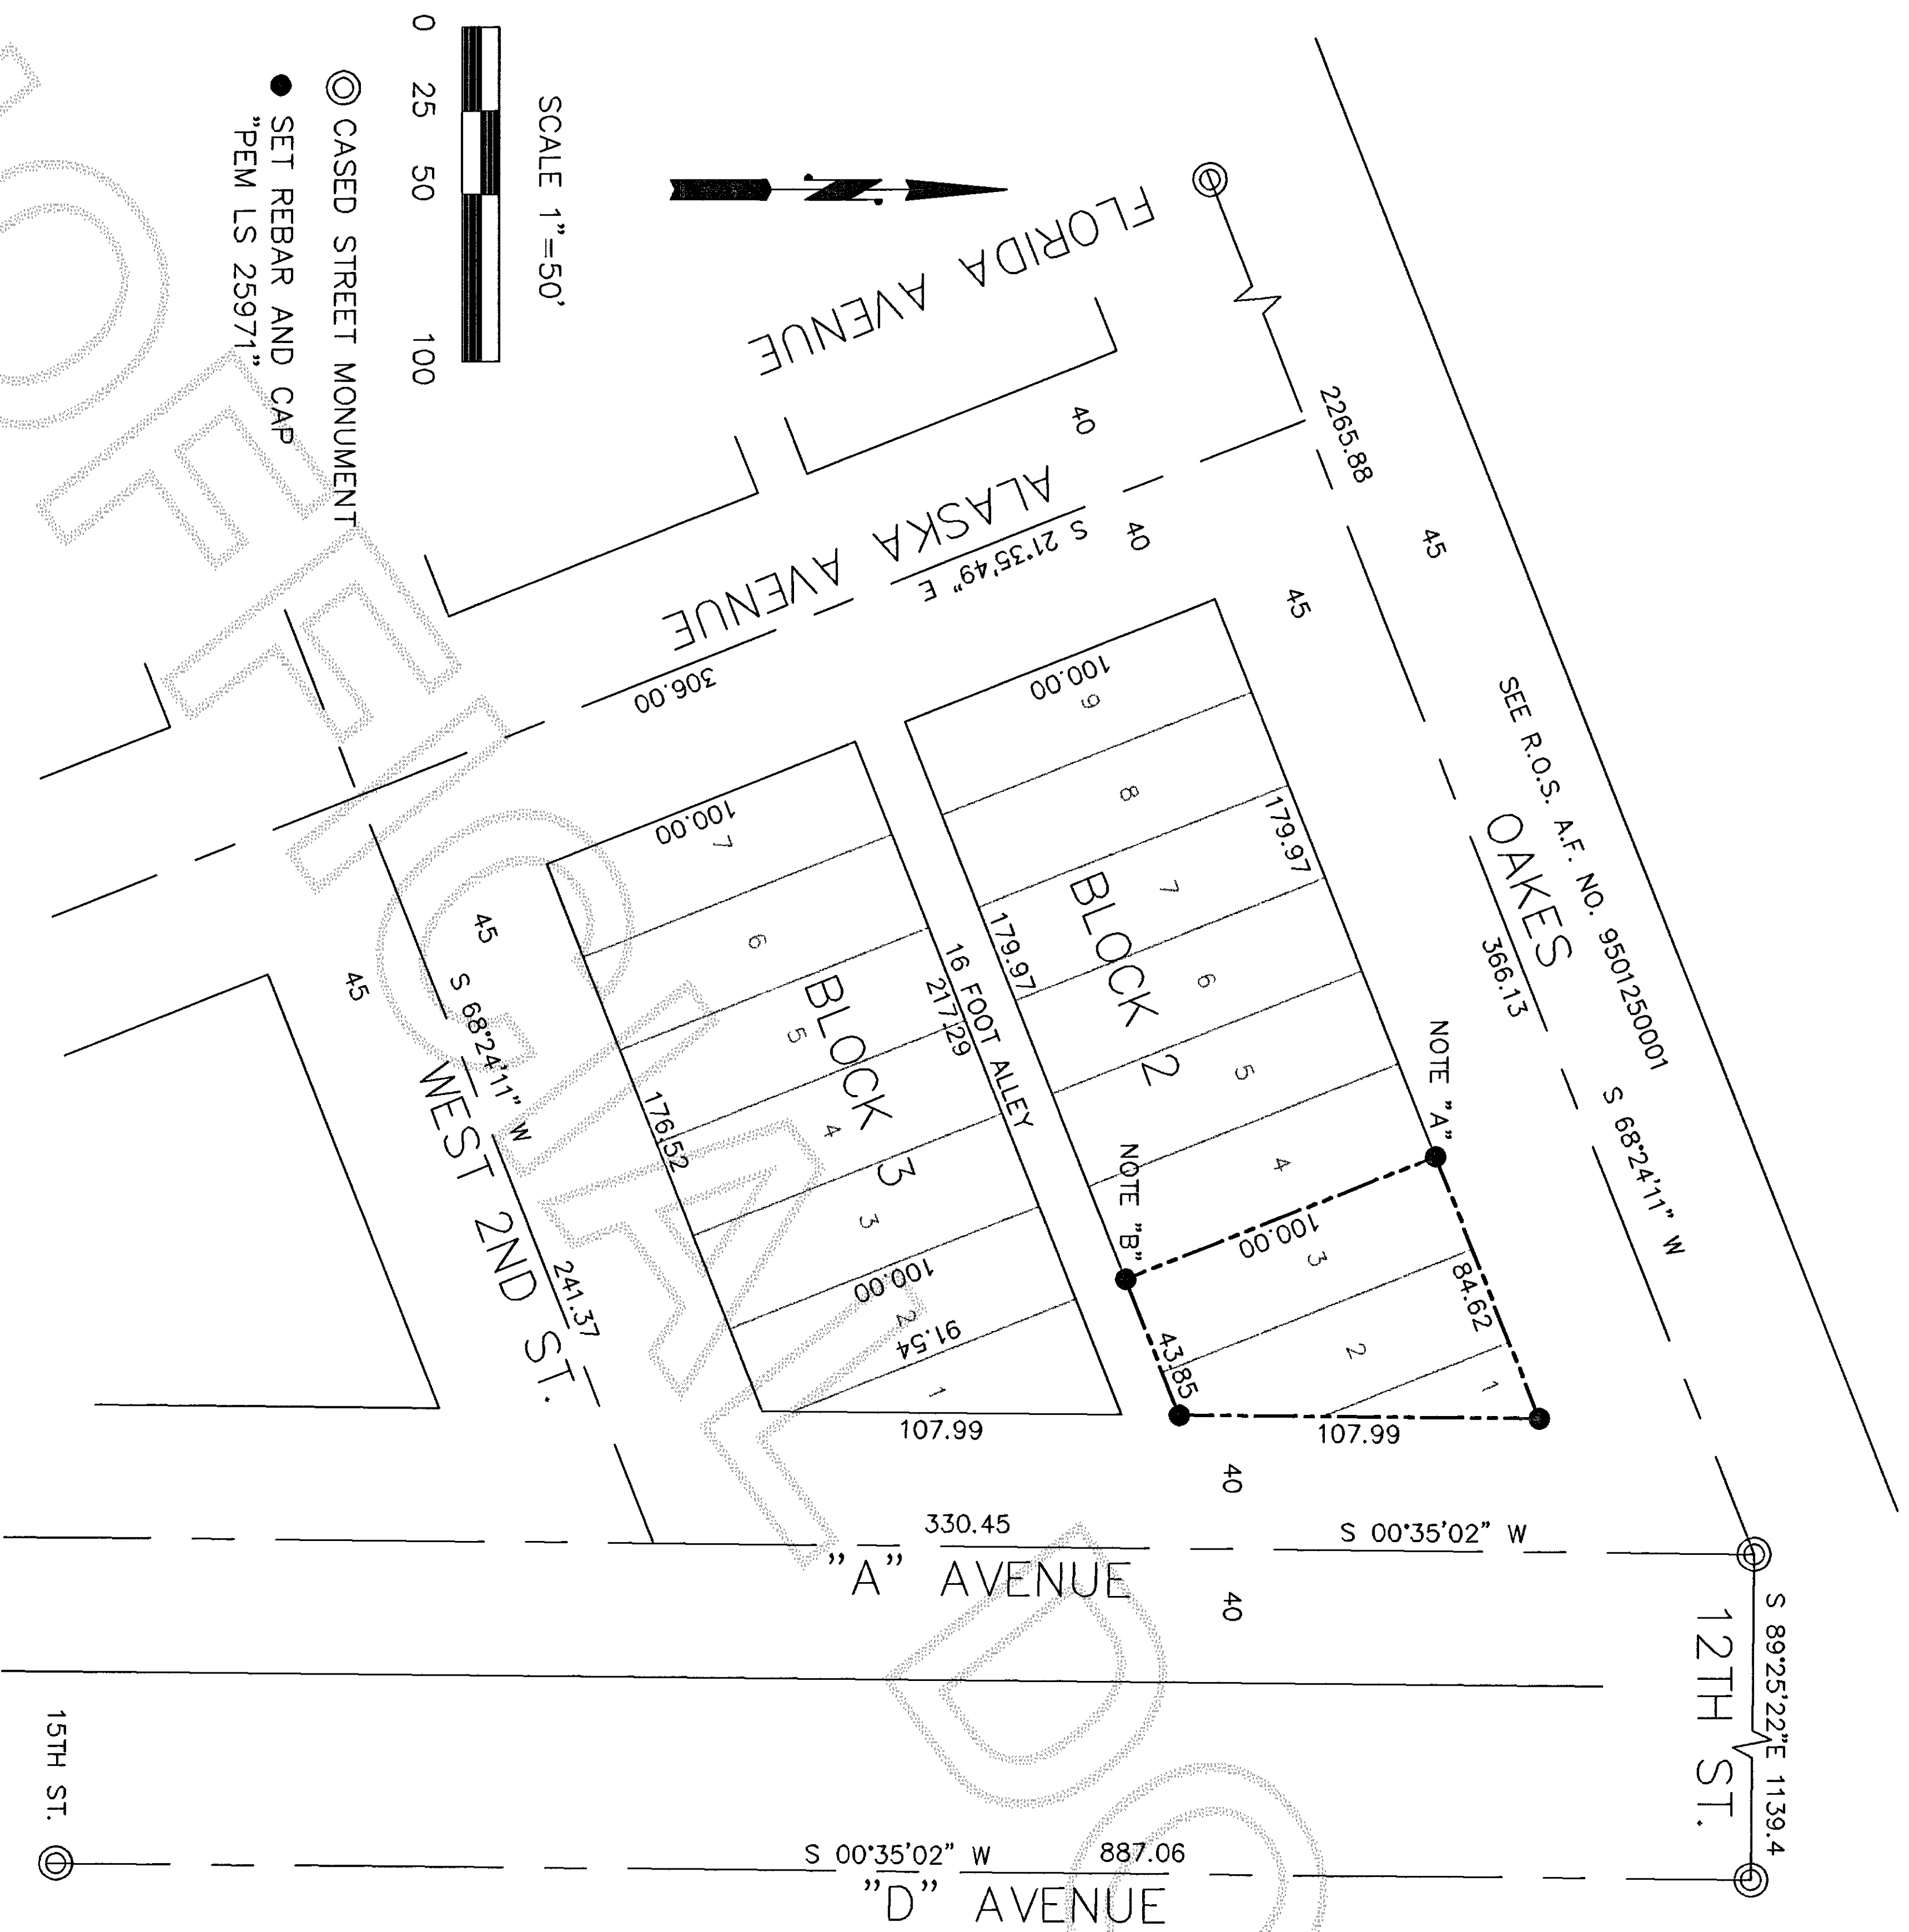 SCALE 1"=50'
0 25 50 100
◎ CASED STREET MONUMENT
● SET REBAR AND CAP
"PEM LS 25971"
FLORIDA AVENUE
ALASKA AVENUE
S 21°35'49" E
306.00
40
40
2265.88
45
45
SEE R.O.S. A.F. NO. 9501250001
OAKES
366.13
S 68°24'11" W
NOTE "A"
179.97
100.00
9
8
7
6
5
4
3
2
1
BLOCK 2
179.97
NOTE "B"
100.00
84.62
43.85
107.99
16 FOOT ALLEY
217.29
100.00
7
6
5
4
3
2
1
BLOCK 3
176.52
100.00
91.54
107.99
45
45
S 68°24'11" W
WEST 2ND ST.
241.37
40
330.45
S 00°35'02" W
"A" AVENUE
40
S 89°25'22"E 1139.4
12TH ST.
15TH ST.
S 00°35'02" W 887.06
"D" AVENUE